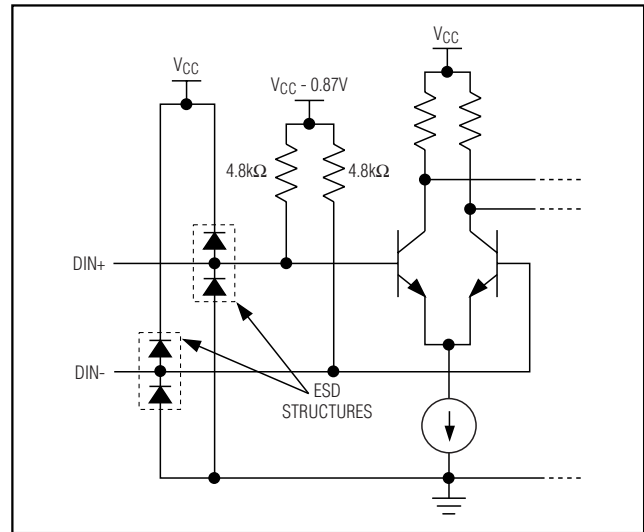 VCC
VCC
VCC - 0.87V
4.8kΩ
4.8kΩ
DIN+
DIN-
ESD
STRUCTURES